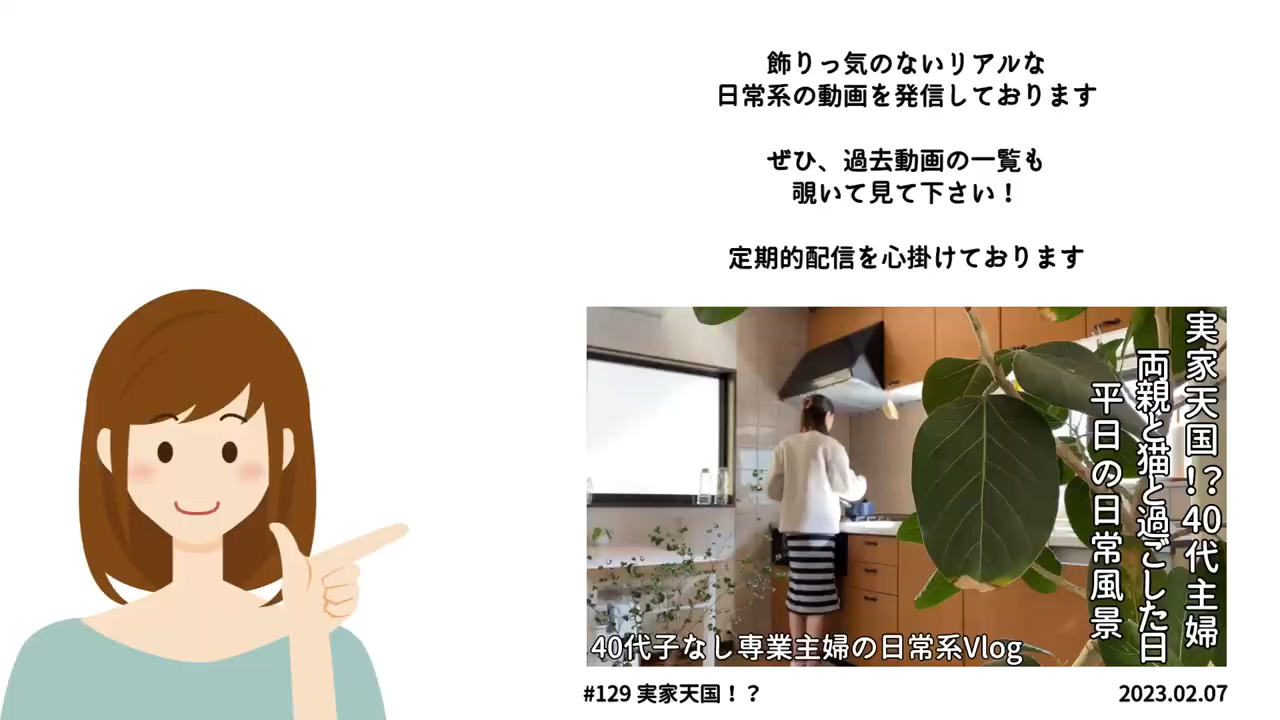 飾りっ気のないリアルな
日常系の動画を発信しております
ぜひ、過去動画の一覧も
覗いて見て下さい！
定期的配信を心掛けております
実家天国！？40代主婦
両親と猫と過ごした日
平日の日常風景
40代子なし専業主婦の日常系Vlog
#129 実家天国！？
2023.02.07